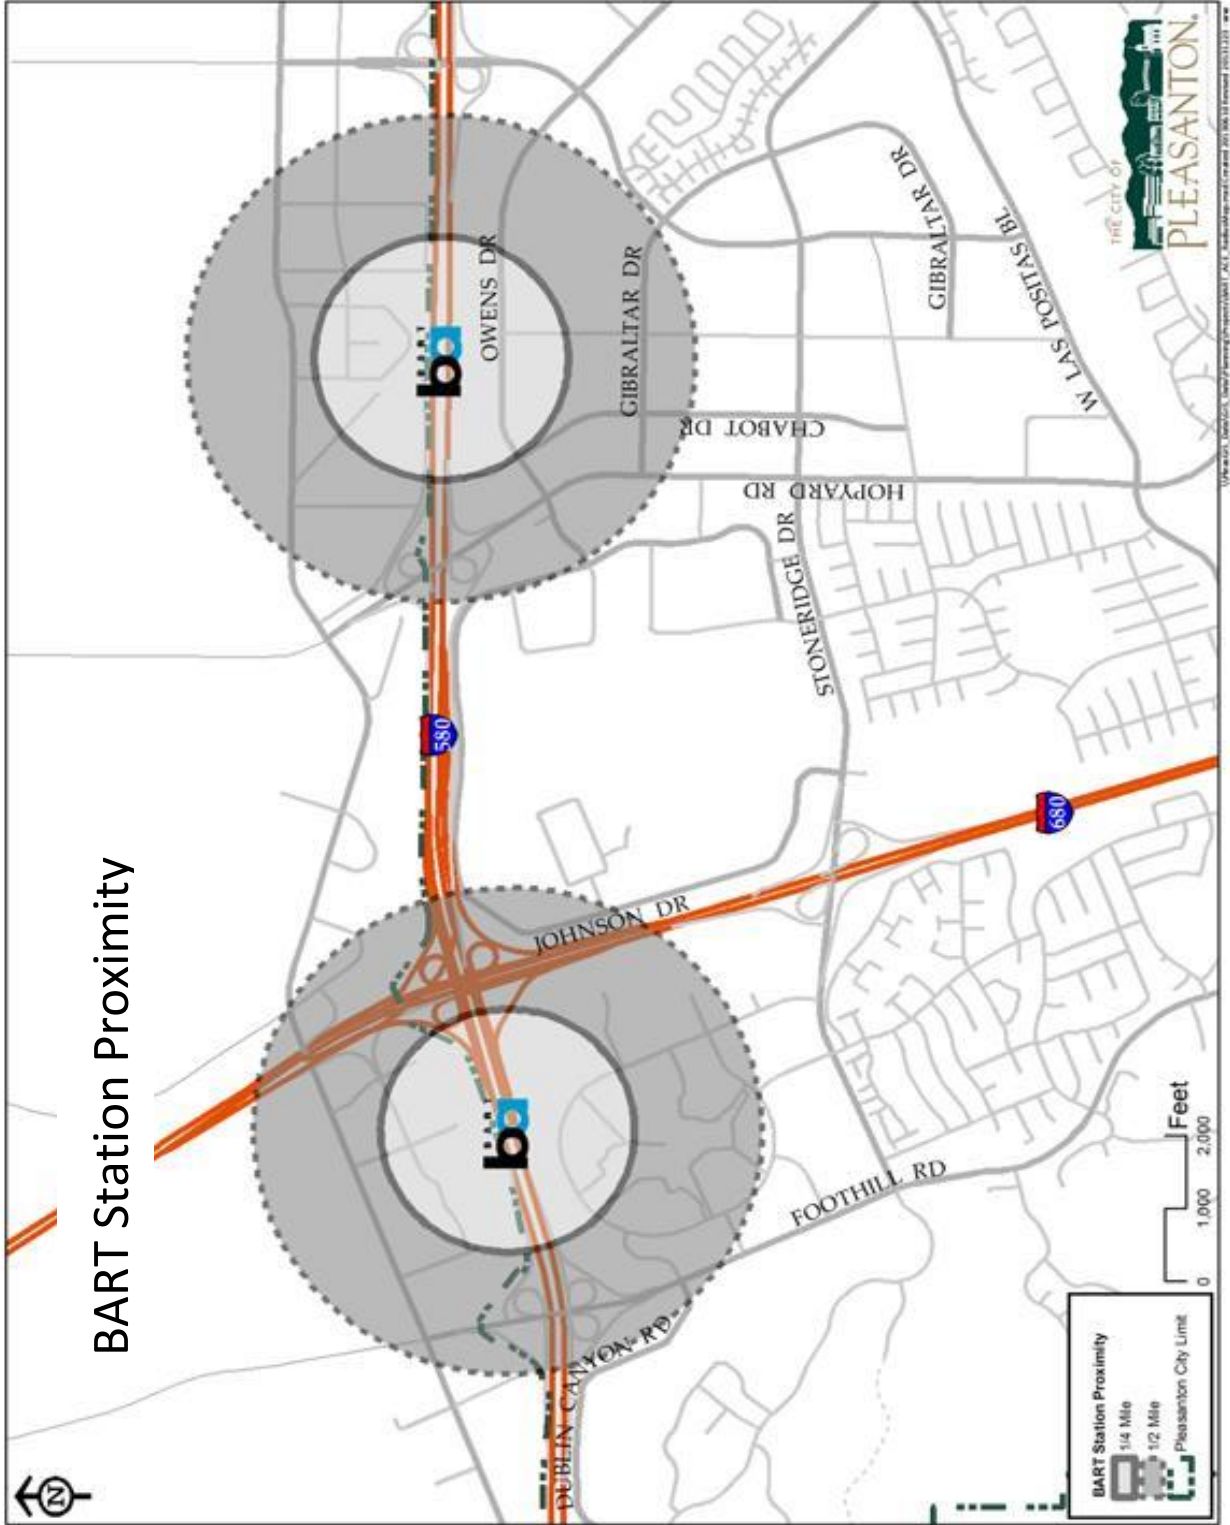 BART Station Proximity
N
580
680
OWENS DR
GIBRALTAR DR
CHABOT DR
HOPYARD RD
STONERIDGE DR
GIBRALTAR DR
W LAS POSITAS BL
JOHNSON DR
FOOTHILL RD
DUBLIN CANYON RD
BART Station Proximity
1/4 Mile
1/2 Mile
Pleasanton City Limit
0 1,000 2,000
Feet
THE CITY OF
PLEASANTON